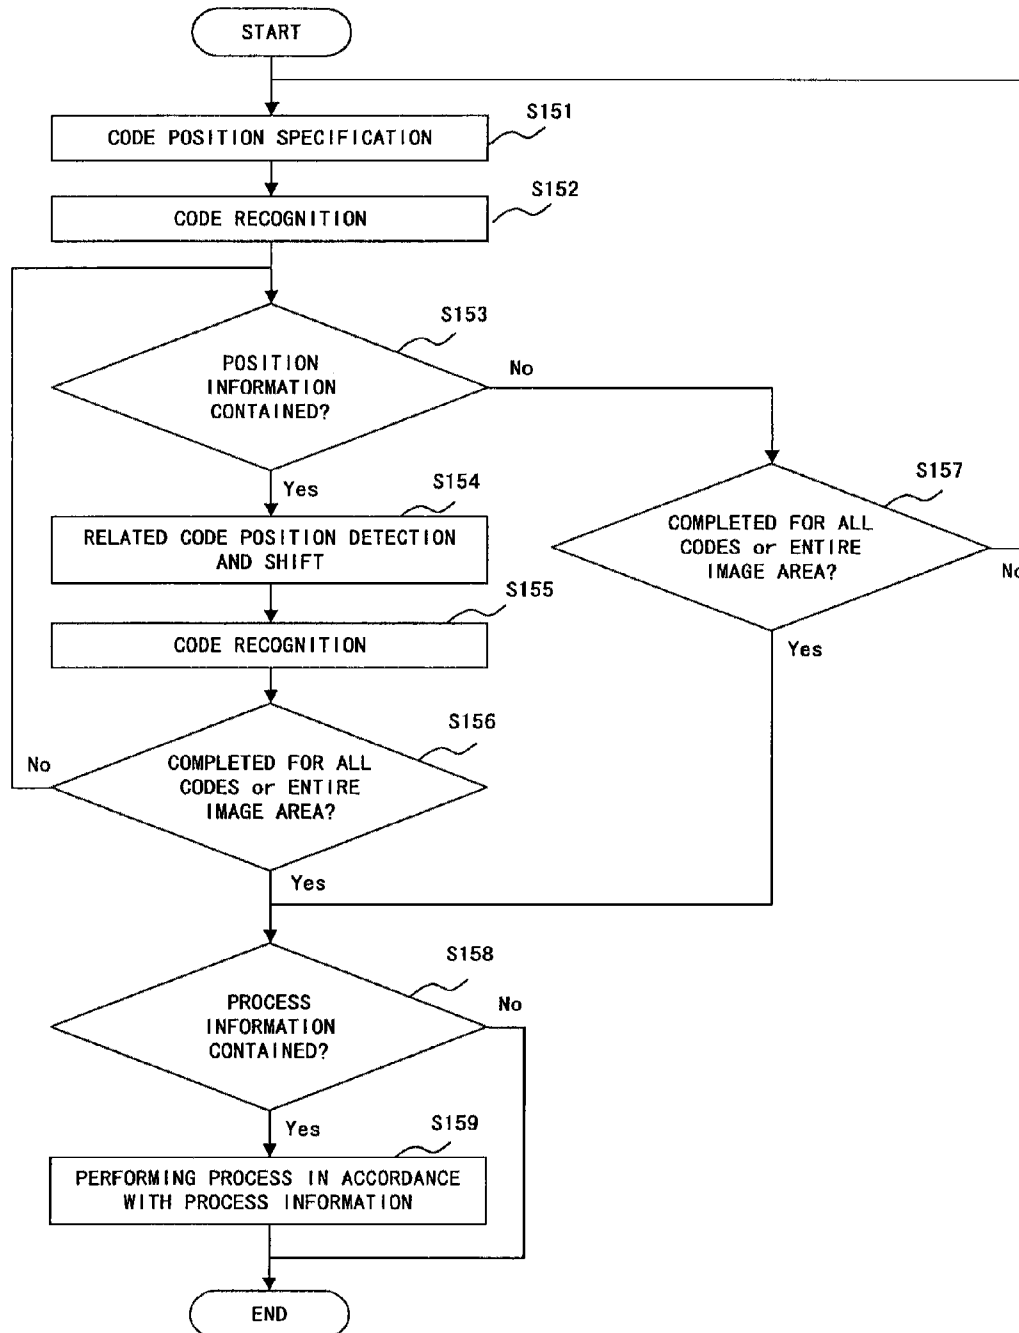 START
S151
CODE POSITION SPECIFICATION
S152
CODE RECOGNITION
S153
POSITION
INFORMATION
CONTAINED?
No
Yes
S154
RELATED CODE POSITION DETECTION
AND SHIFT
S157
COMPLETED FOR ALL
CODES or ENTIRE
IMAGE AREA?
No
Yes
S155
CODE RECOGNITION
S156
COMPLETED FOR ALL
CODES or ENTIRE
IMAGE AREA?
No
Yes
S158
PROCESS
INFORMATION
CONTAINED?
No
Yes
S159
PERFORMING PROCESS IN ACCORDANCE
WITH PROCESS INFORMATION
END